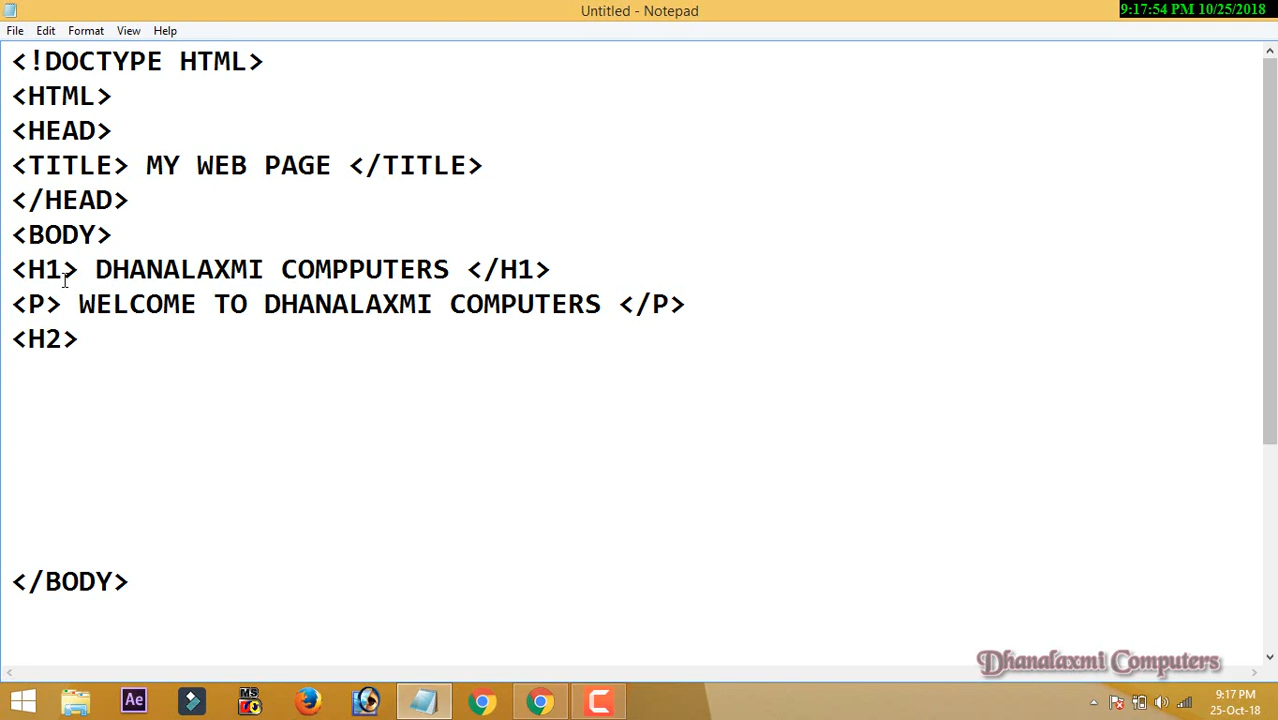 Untitled - Notepad
9:17:54 PM 10/25/2018
File Edit Format View Help
<!DOCTYPE HTML>
<HTML>
<HEAD>
<TITLE> MY WEB PAGE </TITLE>
</HEAD>
<BODY>
<H1> DHANALAXMI COMPPUTERS </H1>
<P> WELCOME TO DHANALAXMI COMPUTERS </P>
<H2>
</BODY>
Dhanalaxmi Computers
Ae
MS
9:17 PM
25-Oct-18